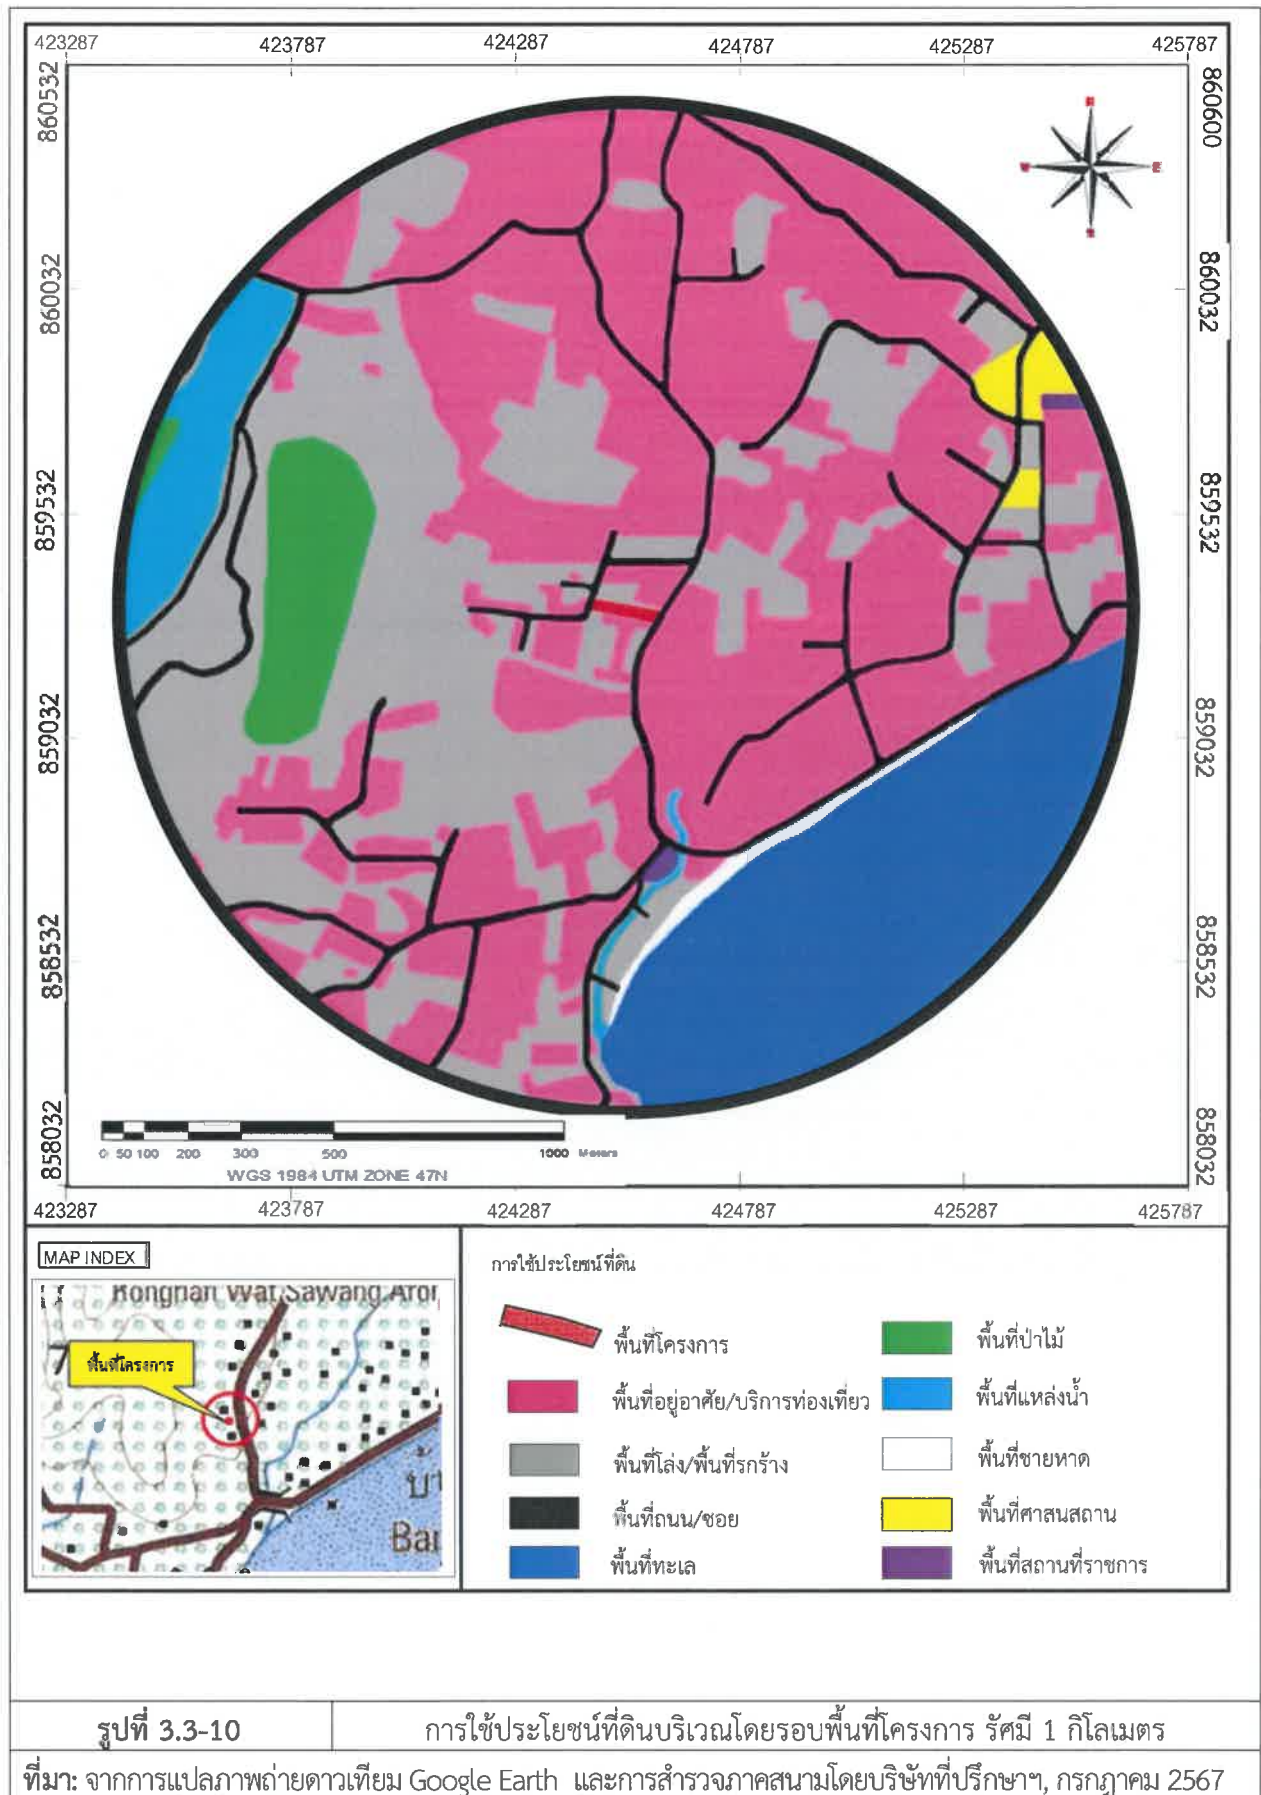 423287 423787 424287 424787 425287 425787
860532 860600
860032 860032
859532 859532
859032 859032
858532 858532
858032 858032
0 50 100 200 300 500 1000 Meters
WGS 1984 UTM ZONE 47N
423287 423787 424287 424787 425287 425787
MAP INDEX
Rongrian Wat Sawang Aror
พื้นที่โครงการ
บา
Bar
การใช้ประโยชน์ที่ดิน
พื้นที่โครงการ
พื้นที่ป่าไม้
พื้นที่อยู่อาศัย/บริการท่องเที่ยว
พื้นที่แหล่งน้ำ
พื้นที่โล่ง/พื้นที่รกร้าง
พื้นที่ชายหาด
พื้นที่ถนน/ซอย
พื้นที่ศาสนสถาน
พื้นที่ทะเล
พื้นที่สถานที่ราชการ
รูปที่ 3.3-10 การใช้ประโยชน์ที่ดินบริเวณโดยรอบพื้นที่โครงการ รัศมี 1 กิโลเมตร
ที่มา: จากการแปลภาพถ่ายดาวเทียม Google Earth และการสำรวจภาคสนามโดยบริษัทที่ปรึกษาฯ, กรกฎาคม 2567